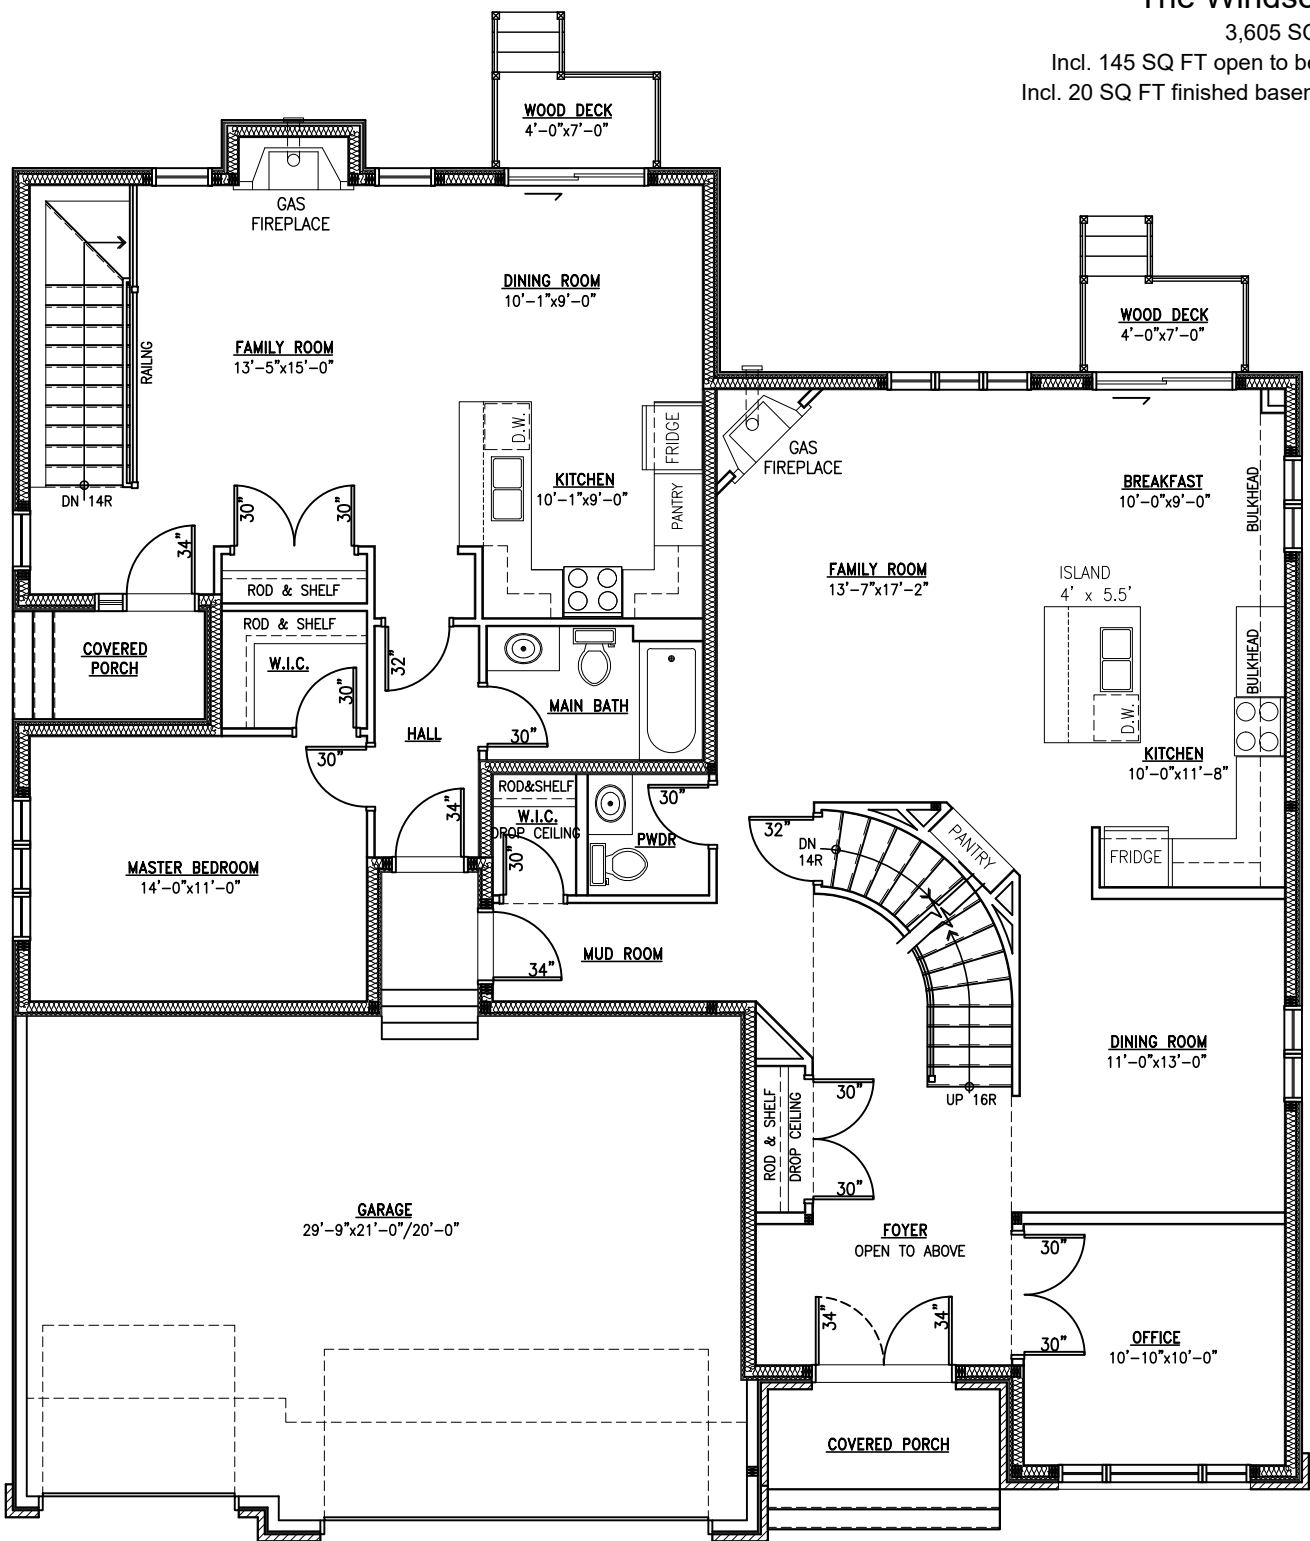 The Windso
3,605 SQ
Incl. 145 SQ FT open to be
Incl. 20 SQ FT finished basem
WOOD DECK
4'-0"x7'-0"
GAS
FIREPLACE
DINING ROOM
10'-1"x9'-0"
FAMILY ROOM
13'-5"x15'-0"
RAILNG
DN 14R
D.W.
FRIDGE
KITCHEN
10'-1"x9'-0"
PANTRY
30"
30"
34"
ROD & SHELF
COVERED
PORCH
ROD & SHELF
W.I.C.
30"
32"
MAIN BATH
HALL
30"
30"
34"
MASTER BEDROOM
14'-0"x11'-0"
WOOD DECK
4'-0"x7'-0"
GAS
FIREPLACE
BREAKFAST
10'-0"x9'-0"
BULKHEAD
FAMILY ROOM
13'-7"x17'-2"
ISLAND
4' x 5.5'
BULKHEAD
D.W.
KITCHEN
10'-0"x11'-8"
FRIDGE
PANTRY
ROD&SHELF
W.I.C.
DROP CEILING
30"
PWDR
30"
32"
DN
14R
MUD ROOM
34"
UP 16R
DINING ROOM
11'-0"x13'-0"
ROD & SHELF
DROP CEILING
30"
30"
GARAGE
29'-9"x21'-0"/20'-0"
FOYER
OPEN TO ABOVE
34"
34"
30"
30"
OFFICE
10'-10"x10'-0"
COVERED PORCH